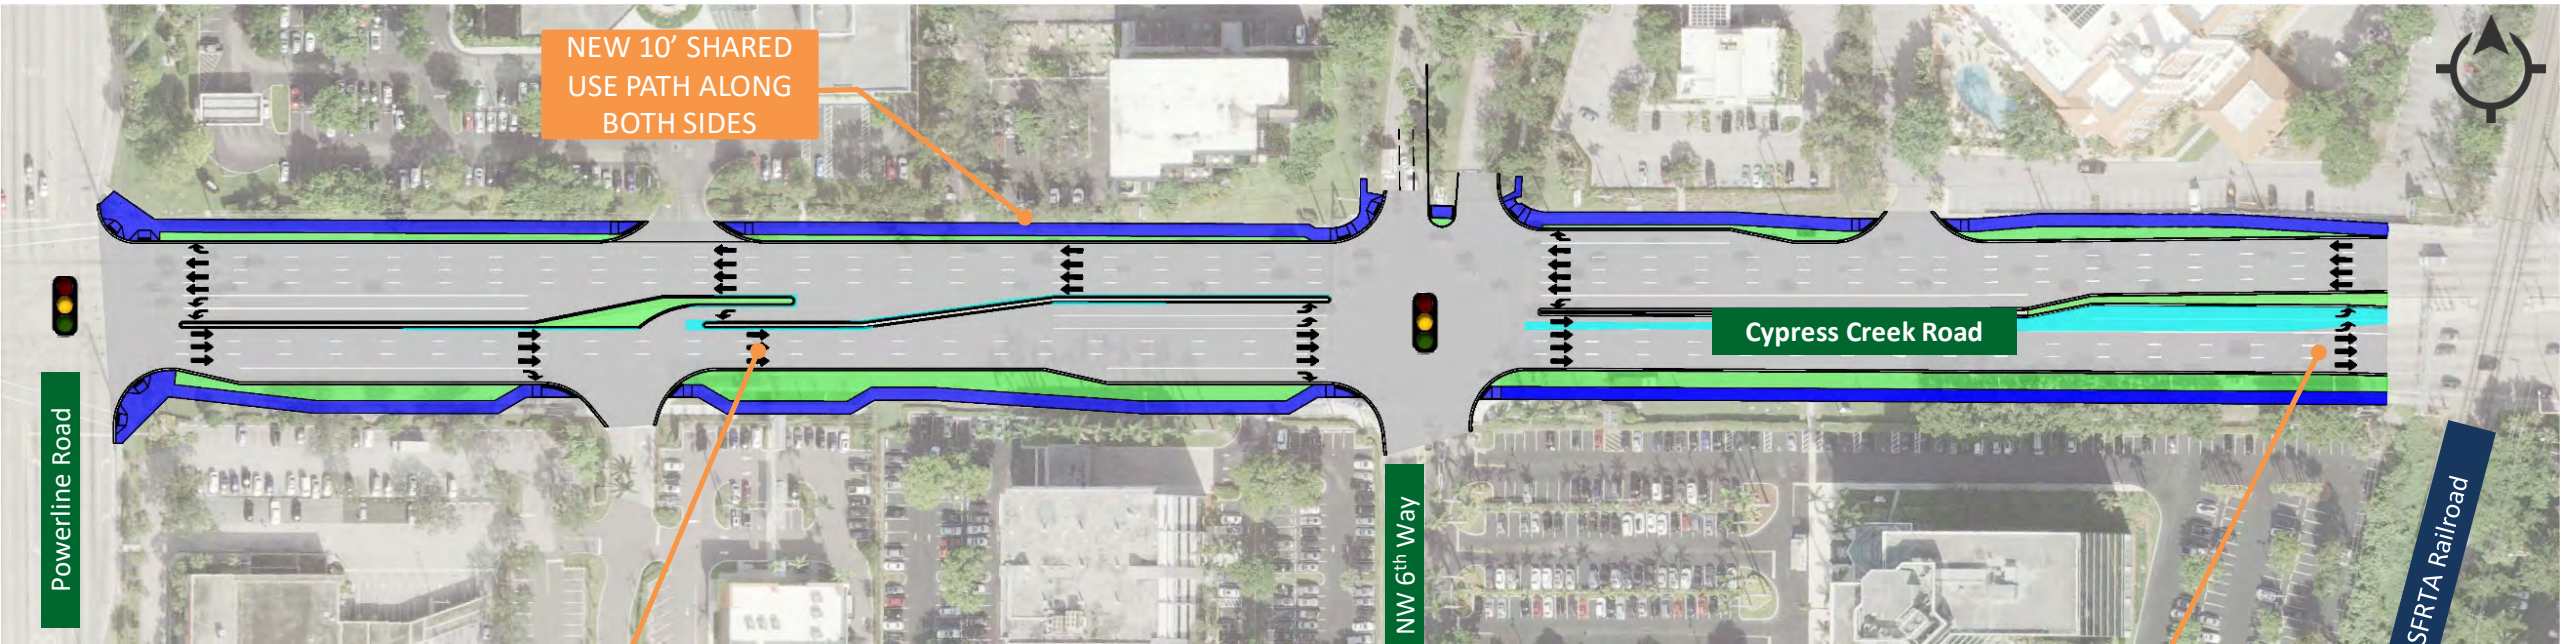 NEW 10’ SHARED
USE PATH ALONG
BOTH SIDES
Cypress Creek Road
Powerline Road
NW 6th Way
SFRTA Railroad